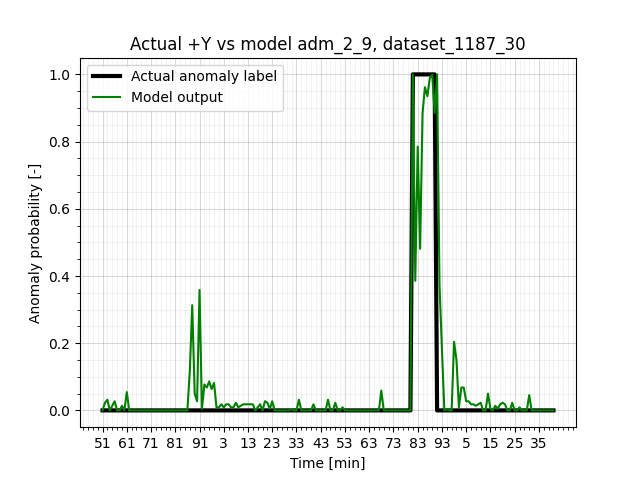 Actual +Y vs model adm_2_9, dataset_1187_30
Actual anomaly label
Model output
Anomaly probability [-]
1.0
0.8
0.6
0.4
0.2
0.0
51 61 71 81 91 3 13 23 33 43 53 63 73 83 93 5 15 25 35
Time [min]